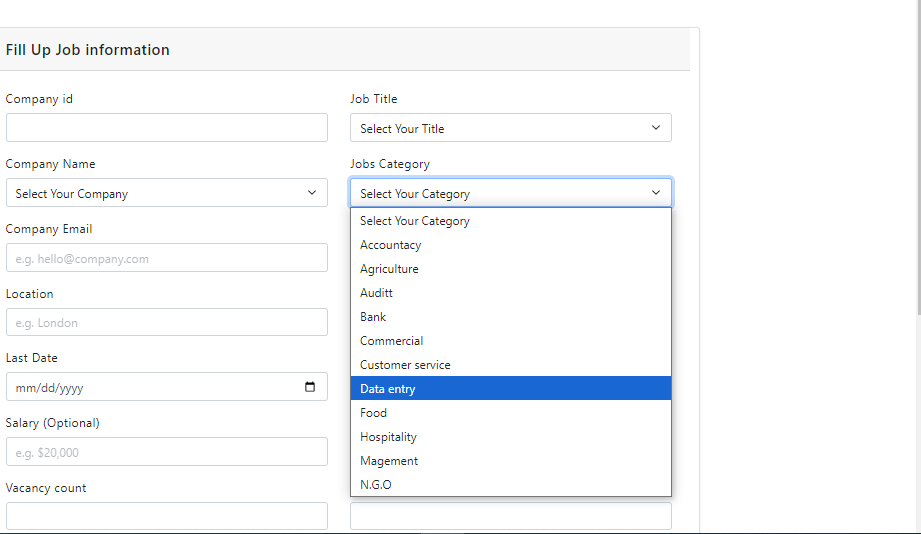 Fill Up Job information
Company id
Job Title
Select Your Title
Company Name
Jobs Category
Select Your Company
Select Your Category
Select Your Category
Company Email
Accountacy
e.g. hello@company.com
Agriculture
Location
Auditt
e.g. London
Bank
Commercial
Last Date
Customer service
mm/dd/yyyy
Data entry
Salary (Optional)
Food
e.g. $20,000
Hospitality
Magement
Vacancy count
N.G.O